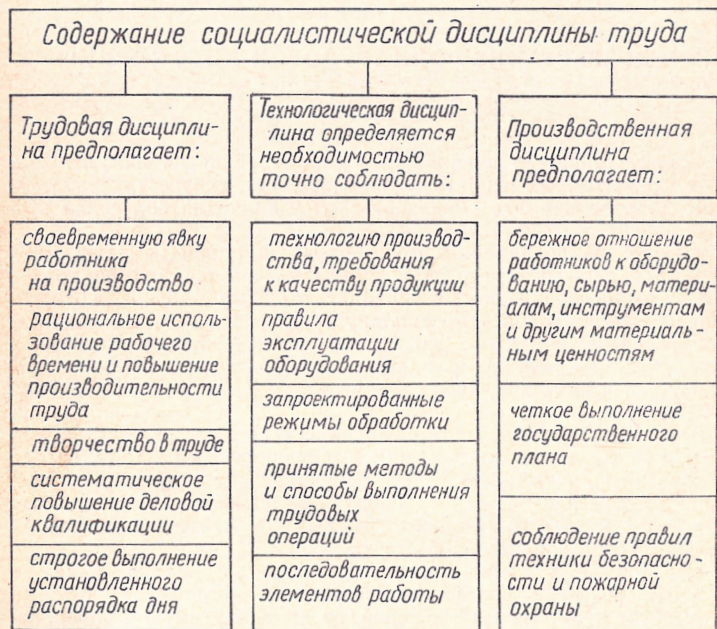 Содержание социалистической дисциплины труда
Трудовая дисципли-
на предполагает:
своевременную явку
работника
на производство
рациональное исполь-
зование рабочего
времени и повышение
производительности
труда
творчество в труде
систематическое
повышение деловой
квалификации
строгое выполнение
установленного
распорядка дня
Технологическая дисцип-
лина определяется
необходимостью
точно соблюдать:
технологию производ-
ства, требования
к качеству продукции
правила
эксплуатации
оборудования
запроектированные
режимы обработки
принятые методы
и способы выполнения
трудовых
операций
последовательность
элементов работы
Производственная
дисциплина
предполагает:
бережное отношение
работников к оборудо-
ванию, сырью, матери-
алам, инструментам
и другим материаль-
ным ценностям
четкое выполнение
государственного
плана
соблюдение правил
техники безопасно-
сти и пожарной
охраны